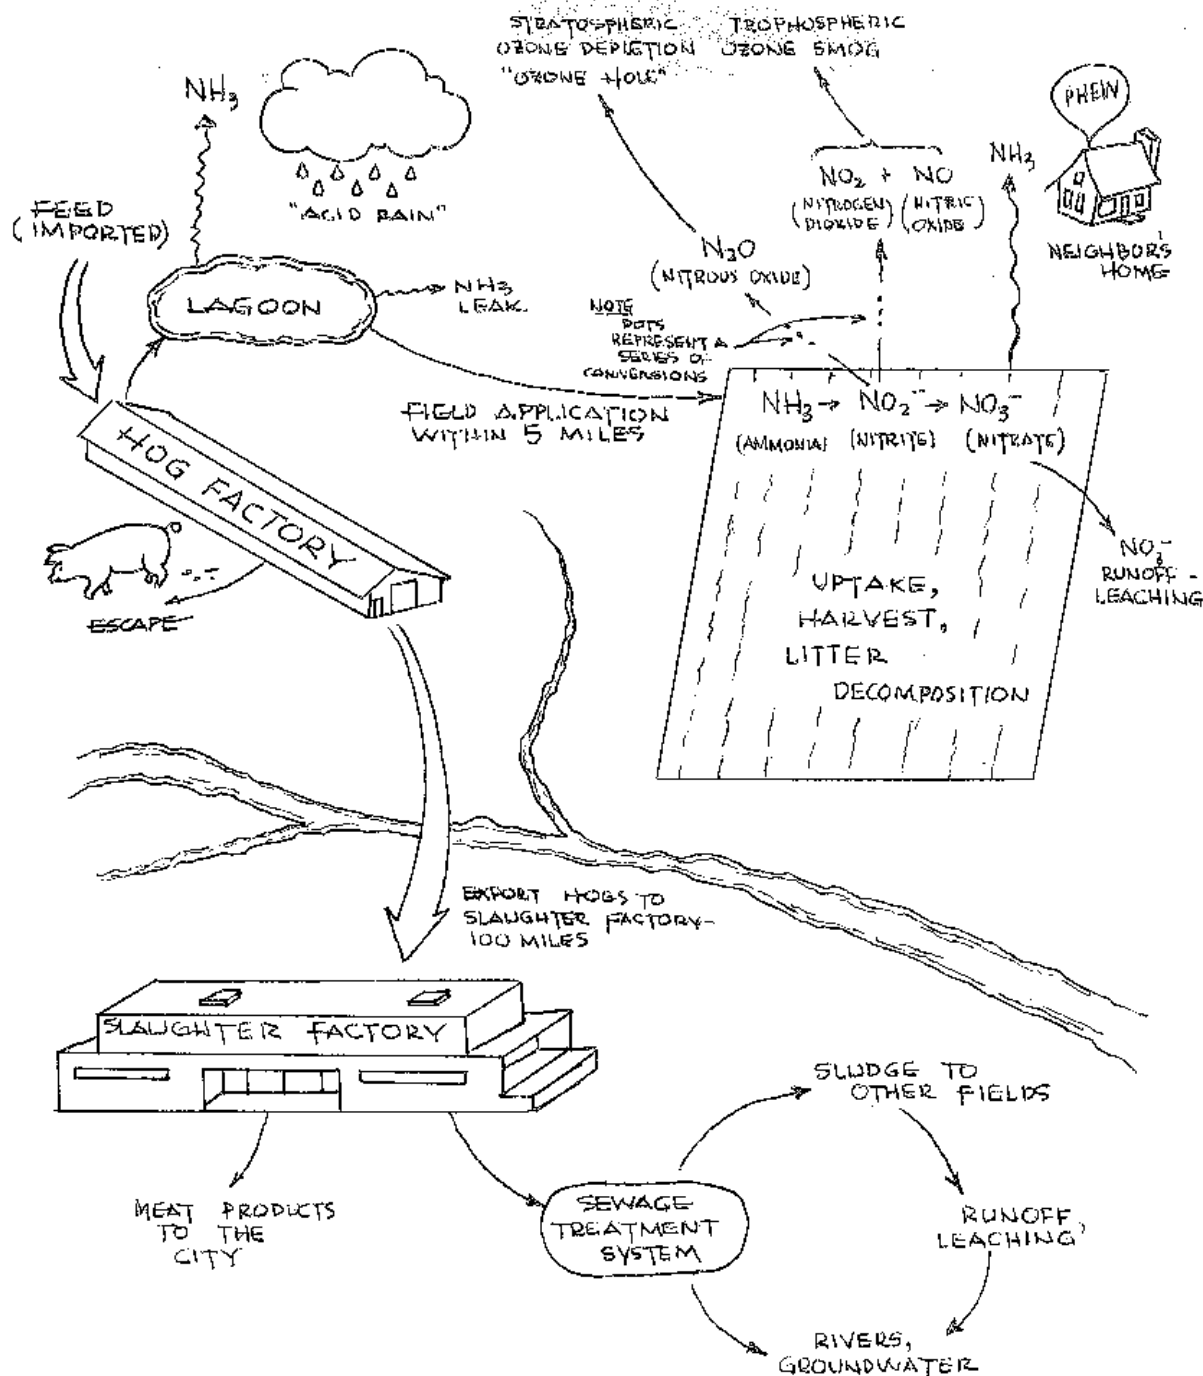 STRATOSPHERIC
OZONE DEPLETION
"OZONE HOLE"
TROPHOSPHERIC
OZONE SMOG
NH₃
"ACID RAIN"
FEED
(IMPORTED)
LAGOON
NH₃
LEAK.
NO₂ + NO
(NITROGEN DIOXIDE) (NITRIC OXIDE)
N₂O
(NITROUS OXIDE)
NH₃
PHEW
NEIGHBOR'S
HOME
NOTE
DOTS
REPRESENT A
SERIES OF
CONVERSIONS
FIELD APPLICATION
WITHIN 5 MILES
NH₃ → NO₂⁻ → NO₃⁻
(AMMONIA) (NITRITE) (NITRATE)
NO₃⁻
RUNOFF -
LEACHING
UPTAKE,
HARVEST,
LITTER
DECOMPOSITION
HOG FACTORY
ESCAPE
EXPORT HOGS TO
SLAUGHTER FACTORY-
100 MILES
SLAUGHTER FACTORY
MEAT PRODUCTS
TO THE
CITY
SEWAGE
TREATMENT
SYSTEM
SLUDGE TO
OTHER FIELDS
RUNOFF,
LEACHING
RIVERS,
GROUNDWATER